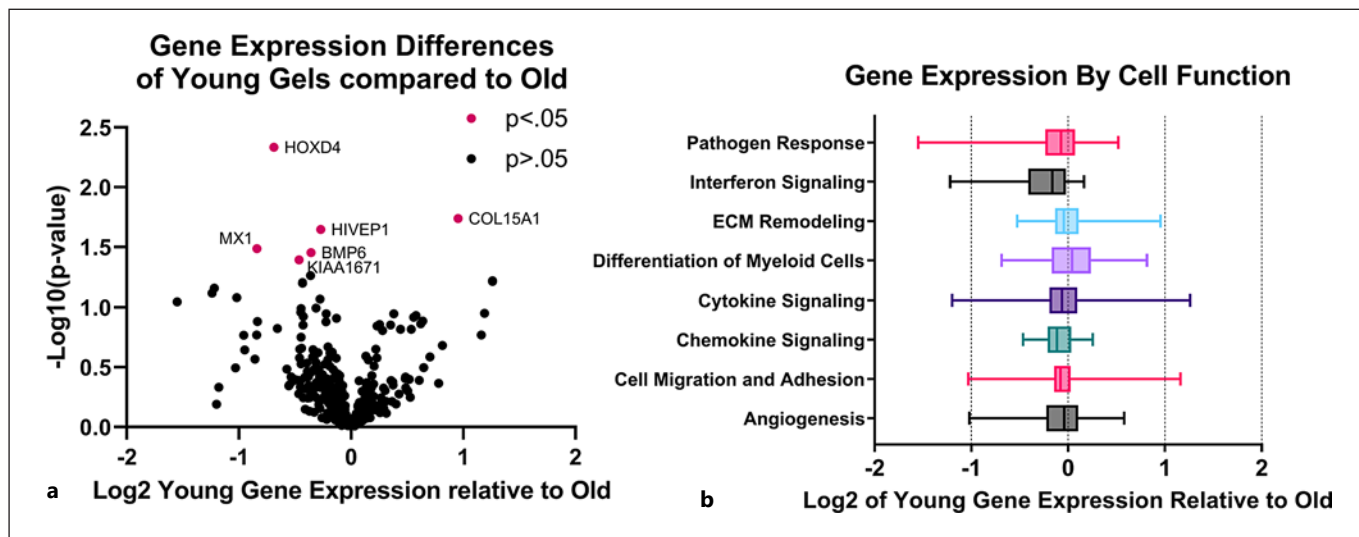 Gene Expression Differences
of Young Gels compared to Old
p<.05
p>.05
2.5
2.0
1.5
1.0
0.5
0.0
-Log10(p-value)
HOXD4
COL15A1
HIVEP1
MX1
BMP6
KIAA1671
-2
-1
0
1
2
a
Log2 Young Gene Expression relative to Old
Gene Expression By Cell Function
Pathogen Response
Interferon Signaling
ECM Remodeling
Differentiation of Myeloid Cells
Cytokine Signaling
Chemokine Signaling
Cell Migration and Adhesion
Angiogenesis
-2
-1
0
1
2
b
Log2 of Young Gene Expression Relative to Old